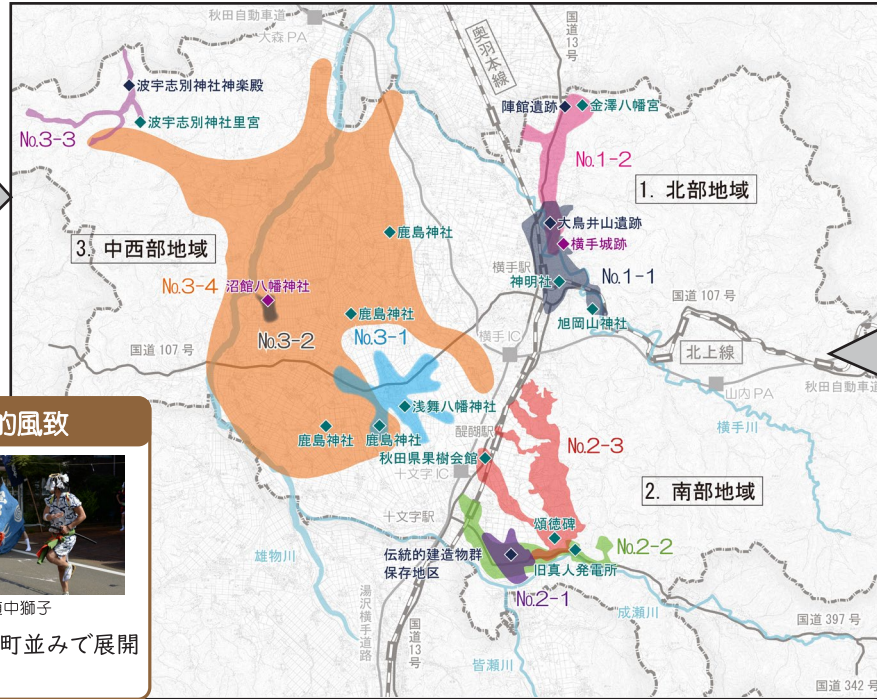 秋田自動車道
大森PA
奥羽本線
国道13号
波宇志別神社神楽殿
陣館遺跡
金澤八幡宮
波宇志別神社里宮
No.3-3
No.1-2
1. 北部地域
大鳥井山遺跡
鹿島神社
横手城跡
3. 中西部地域
横手駅
No.1-1
神明社
No.3-4
沼館八幡神社
国道 107 号
鹿島神社
旭岡山神社
No.3-2
No.3-1
横手IC
国道 107 号
北上線
山内PA
秋田自動車道
浅舞八幡神社
横手川
的風致
鹿島神社
鹿島神社
醍醐駅
No.2-3
秋田県果樹会館
十文字IC
2. 南部地域
十文字駅
頌徳碑
No.2-2
雄物川
伝統的建造物群
保存地区
旧真人発電所
No.2-1
道中獅子
成瀬川
湯沢横手道路
国道13号
国道 397 号
町並みで展開
皆瀬川
国道 342 号